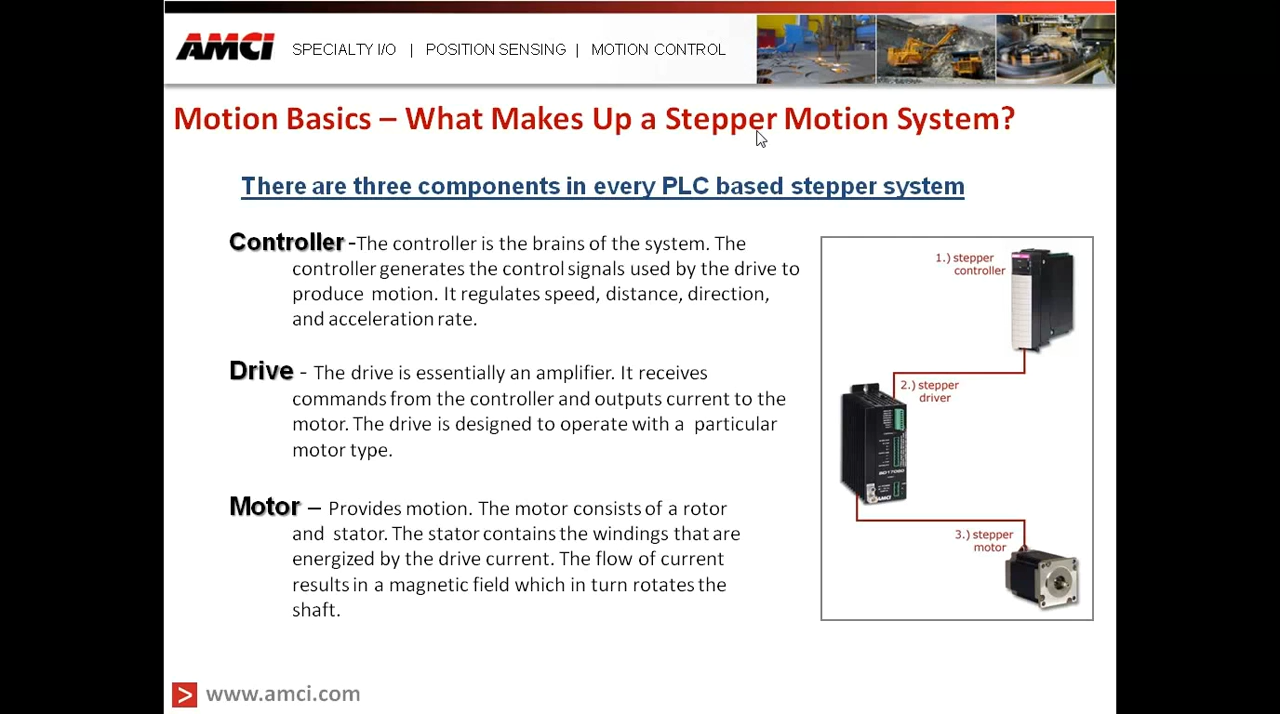 AMCI SPECIALTY I/O | POSITION SENSING | MOTION CONTROL
Motion Basics – What Makes Up a Stepper Motion System?
There are three components in every PLC based stepper system
Controller -The controller is the brains of the system. The
controller generates the control signals used by the drive to
produce motion. It regulates speed, distance, direction,
and acceleration rate.
Drive - The drive is essentially an amplifier. It receives
commands from the controller and outputs current to the
motor. The drive is designed to operate with a particular
motor type.
Motor – Provides motion. The motor consists of a rotor
and stator. The stator contains the windings that are
energized by the drive current. The flow of current
results in a magnetic field which in turn rotates the
shaft.
1.) stepper
controller
2.) stepper
driver
AMCI
3.) stepper
motor
> www.amci.com